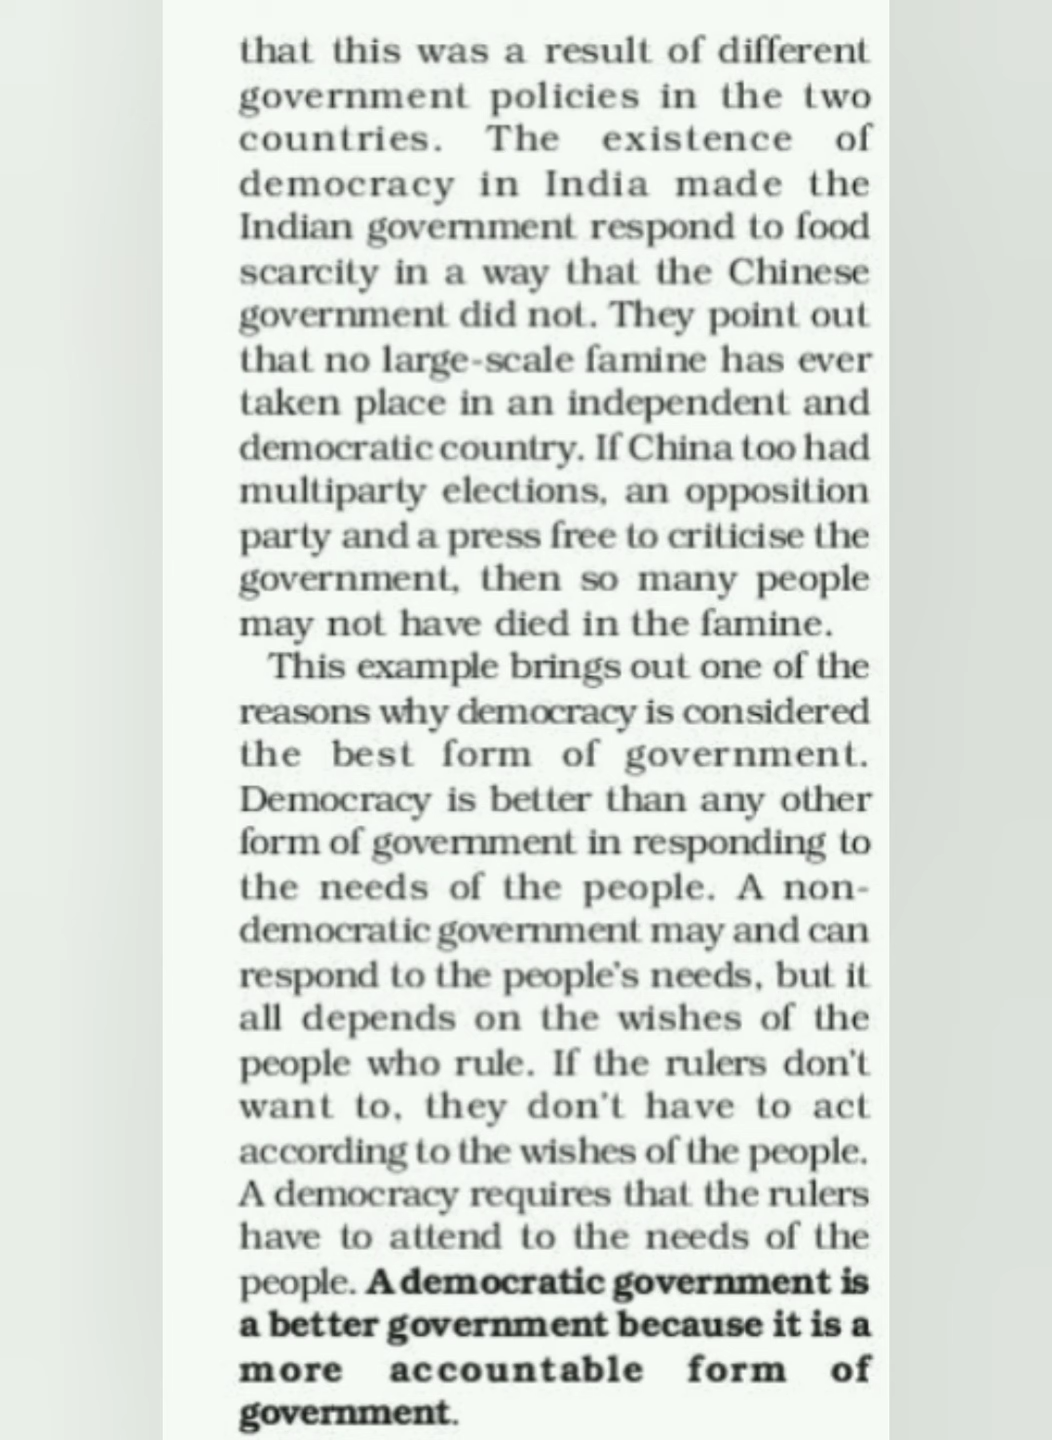 that this was a result of different
government policies in the two
countries. The existence of
democracy in India made the
Indian government respond to food
scarcity in a way that the Chinese
government did not. They point out
that no large-scale famine has ever
taken place in an independent and
democratic country. If China too had
multiparty elections, an opposition
party and a press free to criticise the
government, then so many people
may not have died in the famine.
This example brings out one of the
reasons why democracy is considered
the best form of government.
Democracy is better than any other
form of government in responding to
the needs of the people. A non-
democratic government may and can
respond to the people's needs, but it
all depends on the wishes of the
people who rule. If the rulers don't
want to, they don't have to act
according to the wishes of the people.
A democracy requires that the rulers
have to attend to the needs of the
people. A democratic government is
a better government because it is a
more accountable form of
government.